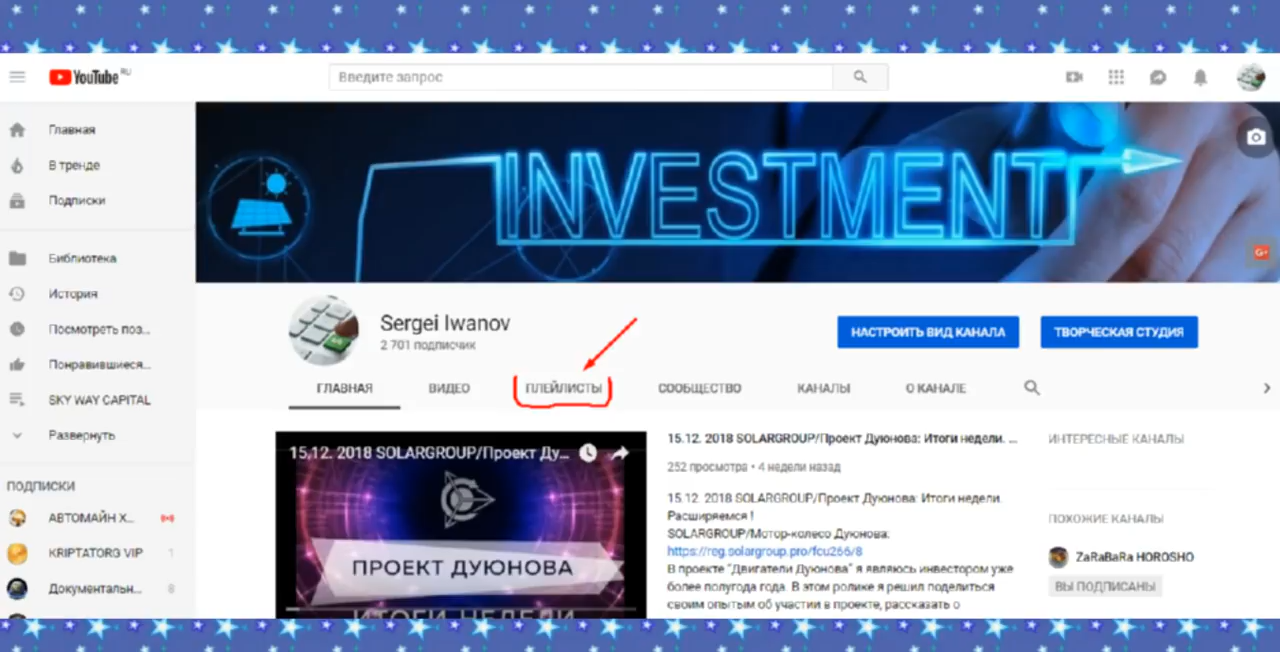 YouTube RU
Введите запрос
Главная
В тренде
Подписки
Библиотека
История
Посмотреть поз...
Понравившиеся...
SKY WAY CAPITAL
Развернуть
ПОДПИСКИ
АВТОМАЙН Х...
KRIPTATORG VIP 1
Документальн... 8
INVESTMENT
G+
Sergei Iwanov
2 701 подписчик
НАСТРОИТЬ ВИД КАНАЛА
ТВОРЧЕСКАЯ СТУДИЯ
ГЛАВНАЯ ВИДЕО ПЛЕЙЛИСТЫ СООБЩЕСТВО КАНАЛЫ О КАНАЛЕ
15.12. 2018 SOLARGROUP/Проект Ду...
ПРОЕКТ ДУЮНОВА
ИТОГИ НЕДЕЛИ
15.12. 2018 SOLARGROUP/Проект Дуюнова: Итоги недели. ...
252 просмотра • 4 недели назад
15.12. 2018 SOLARGROUP/Проект Дуюнова: Итоги недели.
Расширяемся !
SOLARGROUP/Мотор-колесо Дуюнова:
https://reg.solargroup.pro/fcu266/8
В проекте "Двигатели Дуюнова" я являюсь инвестором уже
более полугода года. В этом ролике я решил поделиться
своим опытом об участии в проекте, рассказать о
ИНТЕРЕСНЫЕ КАНАЛЫ
ПОХОЖИЕ КАНАЛЫ
ZaRaBaRa HOROSHO
ВЫ ПОДПИСАНЫ